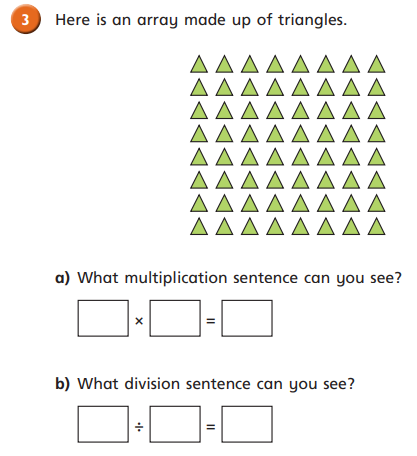 3 Here is an array made up of triangles.
a) What multiplication sentence can you see?
× =
b) What division sentence can you see?
÷ =